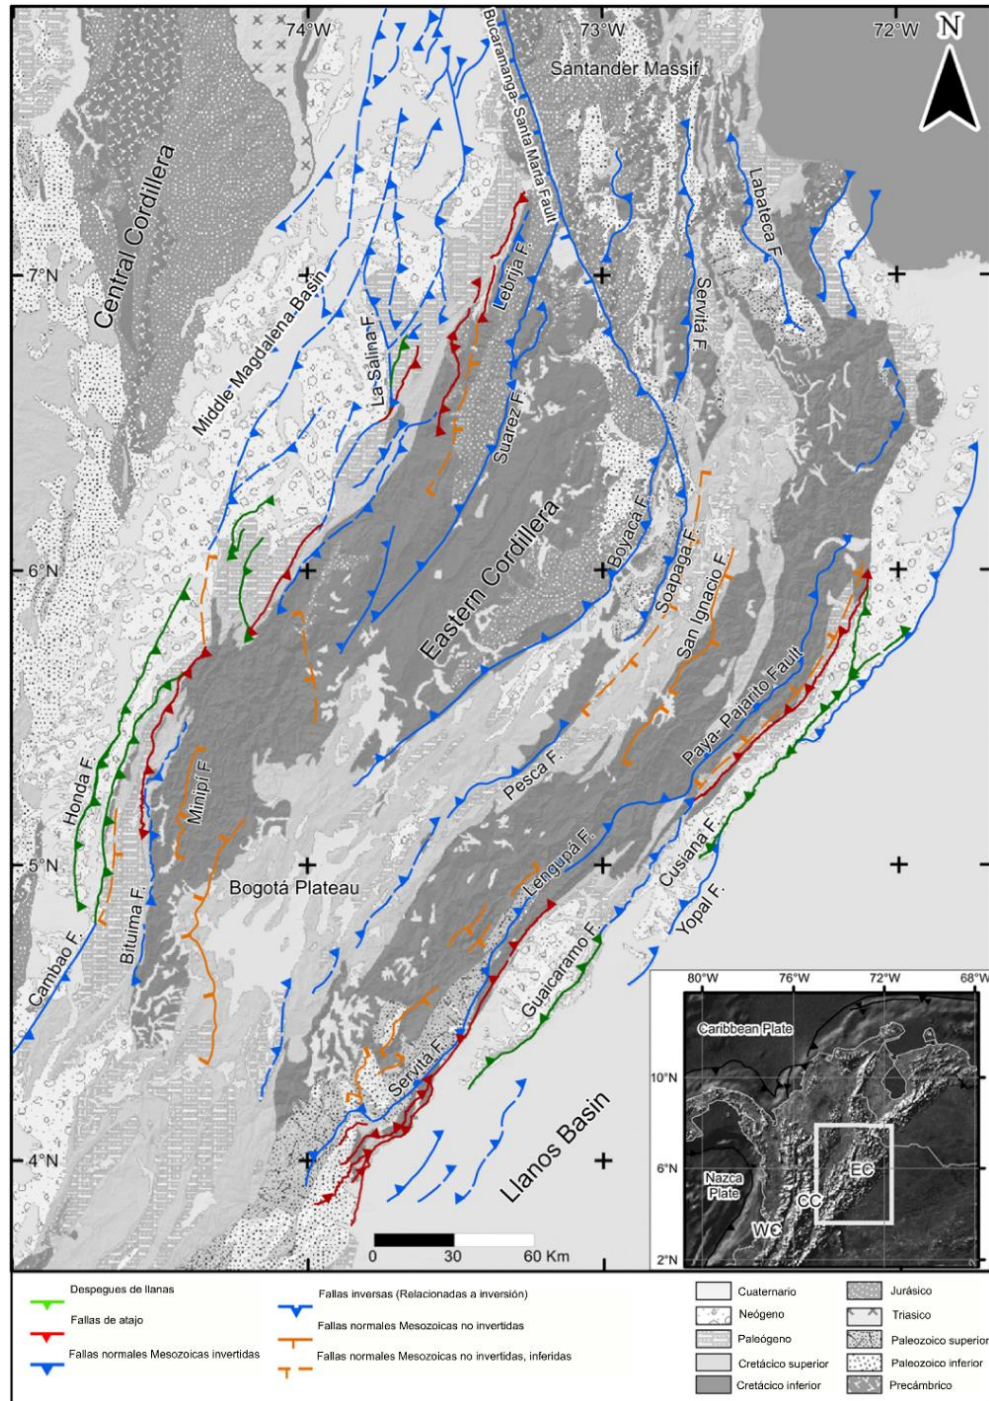 74°W
73°W
72°W
N
Bucaramanga- Santa Marta Fault
Santander Massif
Labateca F.
Central Cordillera
7°N
Middle Magdalena Basin
La Salina F.
Lebrija F.
Servitá F.
Suarez F.
Eastern Cordillera
Boyacá F.
Soapaga F.
San Ignacio F.
6°N
Honda F.
Minipí F.
Pesca F.
Paya- Pajarito Fault
5°N
Bogotá Plateau
Bituima F.
Cambao F.
Lengupá F.
Cusiana F.
Yopal F.
Guaicaramo F.
Servitá F.
4°N
Llanos Basin
0
30
60 Km
80°W
76°W
72°W
68°W
Caribbean Plate
10°N
Nazca
Plate
6°N
EC
CC
WC
2°N
Despegues de llanas
Fallas de atajo
Fallas normales Mesozoicas invertidas
Fallas inversas (Relacionadas a inversión)
Fallas normales Mesozoicas no invertidas
Fallas normales Mesozoicas no invertidas, inferidas
Cuaternario
Neógeno
Paleógeno
Cretácico superior
Cretácico inferior
Jurásico
Triasico
Paleozoico superior
Paleozoico inferior
Precámbrico